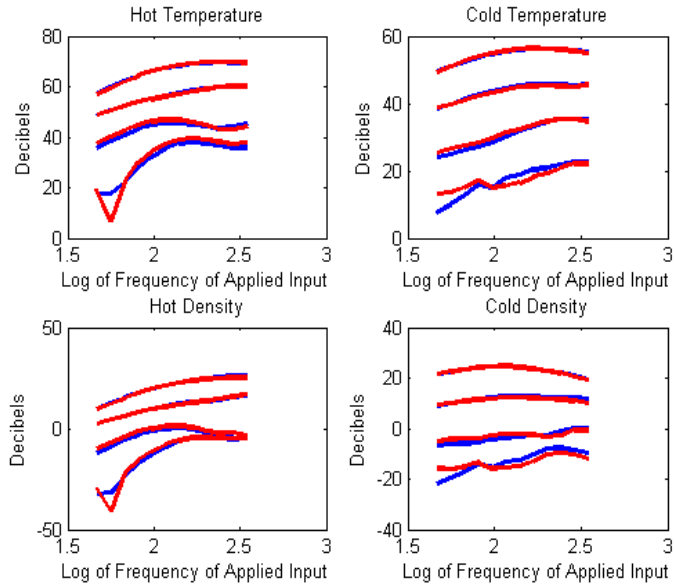 Hot Temperature
Cold Temperature
80
60
40
20
0
Decibels
1.5 2 2.5 3
Log of Frequency of Applied Input
60
40
20
0
Decibels
1.5 2 2.5 3
Log of Frequency of Applied Input
Hot Density
Cold Density
50
0
-50
Decibels
1.5 2 2.5 3
Log of Frequency of Applied Input
40
20
0
-20
-40
Decibels
1.5 2 2.5 3
Log of Frequency of Applied Input